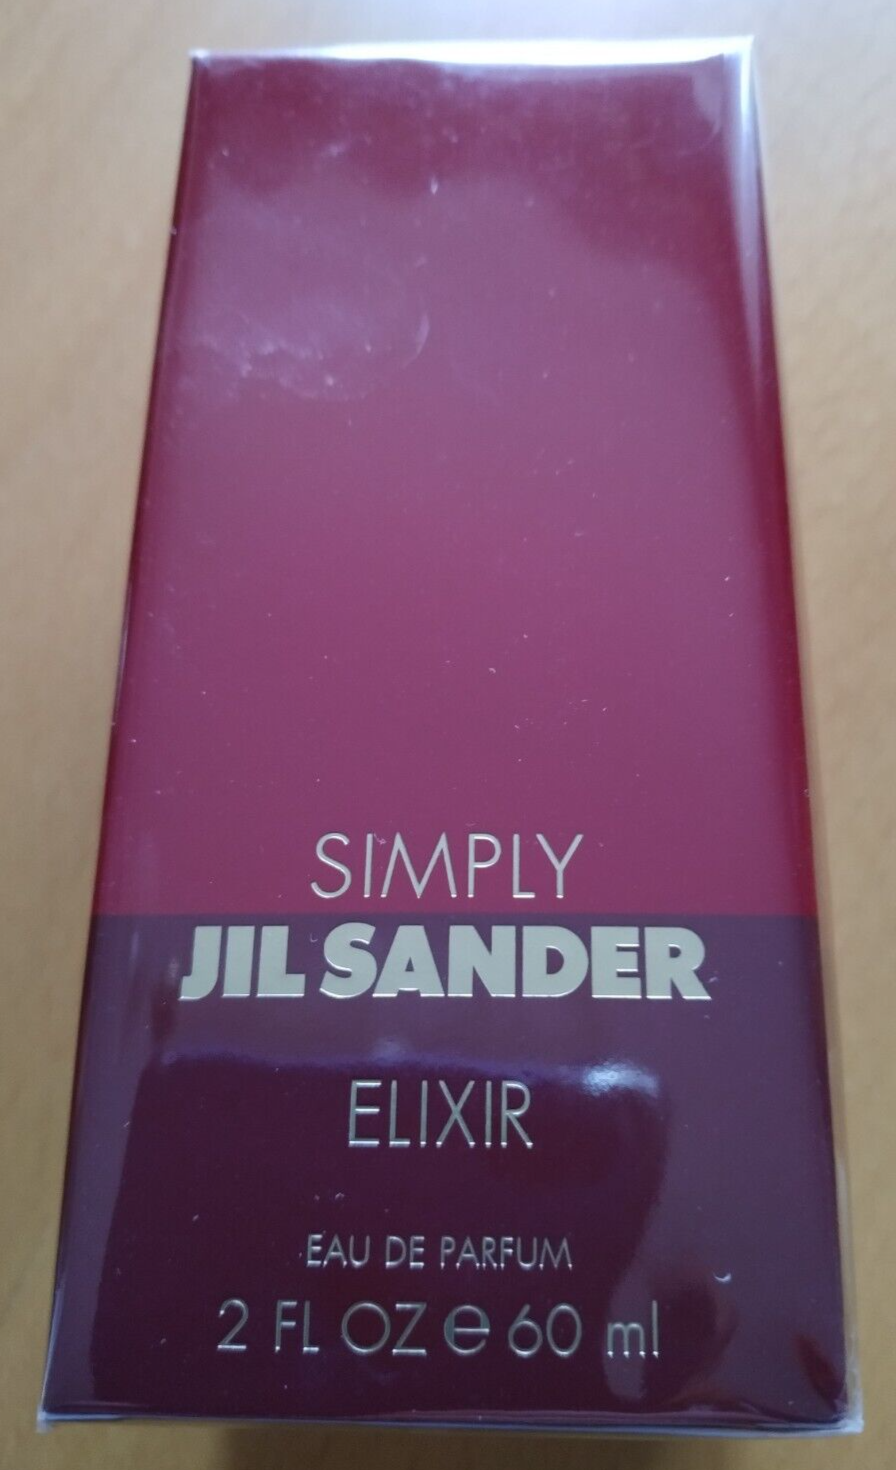 SIMPLY
JIL SANDER
ELIXIR
EAU DE PARFUM
2 FL OZ ℮ 60 ml